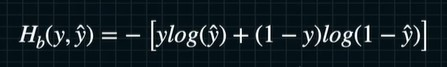 H_b(y, ŷ) = − [ylog(ŷ) + (1 − y)log(1 − ŷ)]